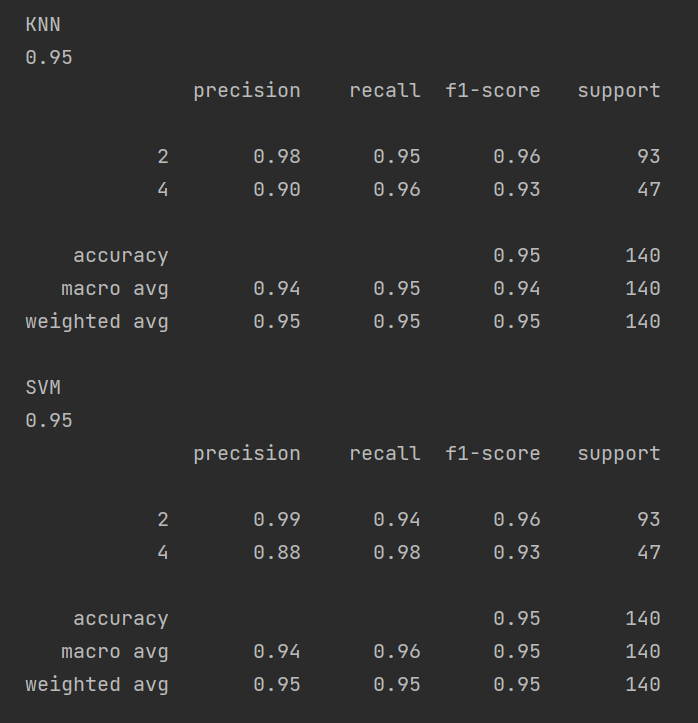 KNN
0.95
precision recall f1-score support
2 0.98 0.95 0.96 93
4 0.90 0.96 0.93 47
accuracy 0.95 140
macro avg 0.94 0.95 0.94 140
weighted avg 0.95 0.95 0.95 140
SVM
0.95
precision recall f1-score support
2 0.99 0.94 0.96 93
4 0.88 0.98 0.93 47
accuracy 0.95 140
macro avg 0.94 0.96 0.95 140
weighted avg 0.95 0.95 0.95 140